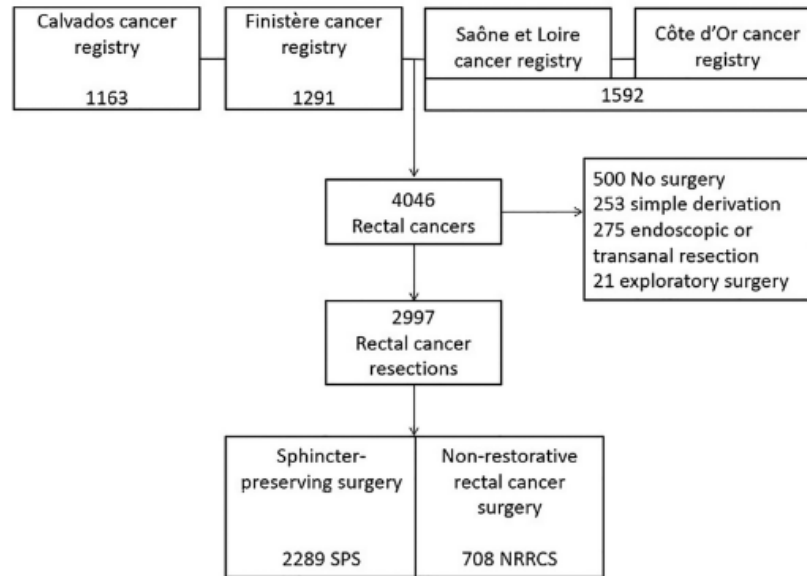 Calvados cancer
registry
1163
Finistère cancer
registry
1291
Saône et Loire
cancer registry
Côte d'Or cancer
registry
1592
4046
Rectal cancers
500 No surgery
253 simple derivation
275 endoscopic or
transanal resection
21 exploratory surgery
2997
Rectal cancer
resections
Sphincter-
preserving surgery
2289 SPS
Non-restorative
rectal cancer
surgery
708 NRRCS